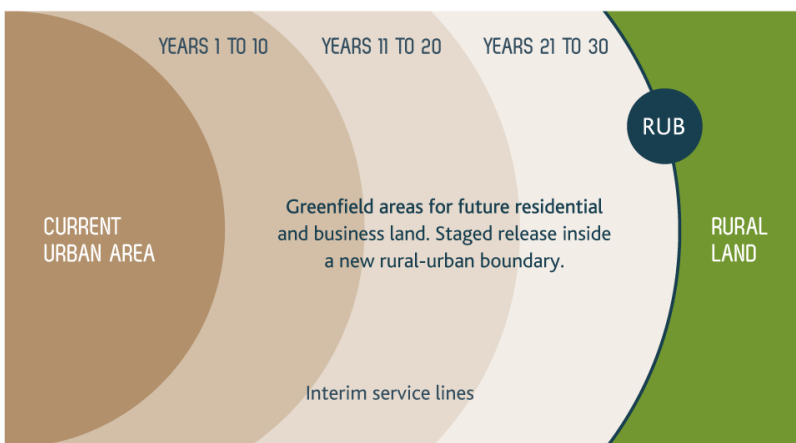 YEARS 1 TO 10
YEARS 11 TO 20
YEARS 21 TO 30
RUB
CURRENT
URBAN AREA
Greenfield areas for future residential
and business land. Staged release inside
a new rural-urban boundary.
RURAL
LAND
Interim service lines